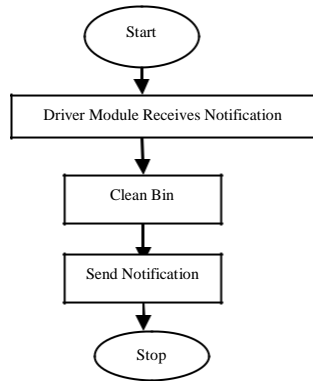 Start
Driver Module Receives Notification
Clean Bin
Send Notification
Stop